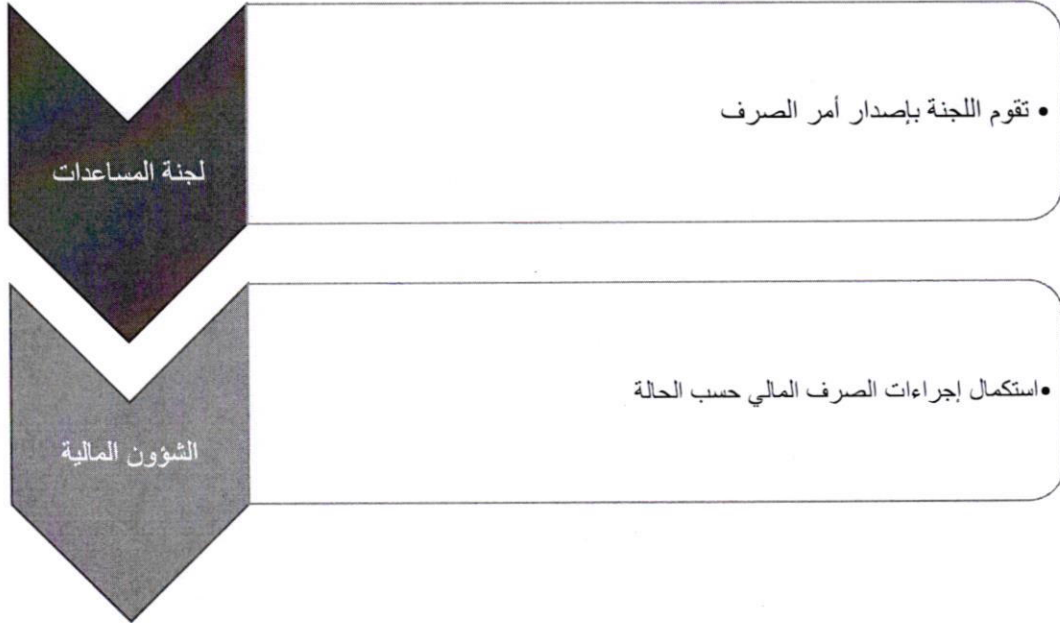 • تقوم اللجنة بإصدار أمر الصرف
لجنة المساعدات
•استكمال إجراءات الصرف المالي حسب الحالة
الشؤون المالية